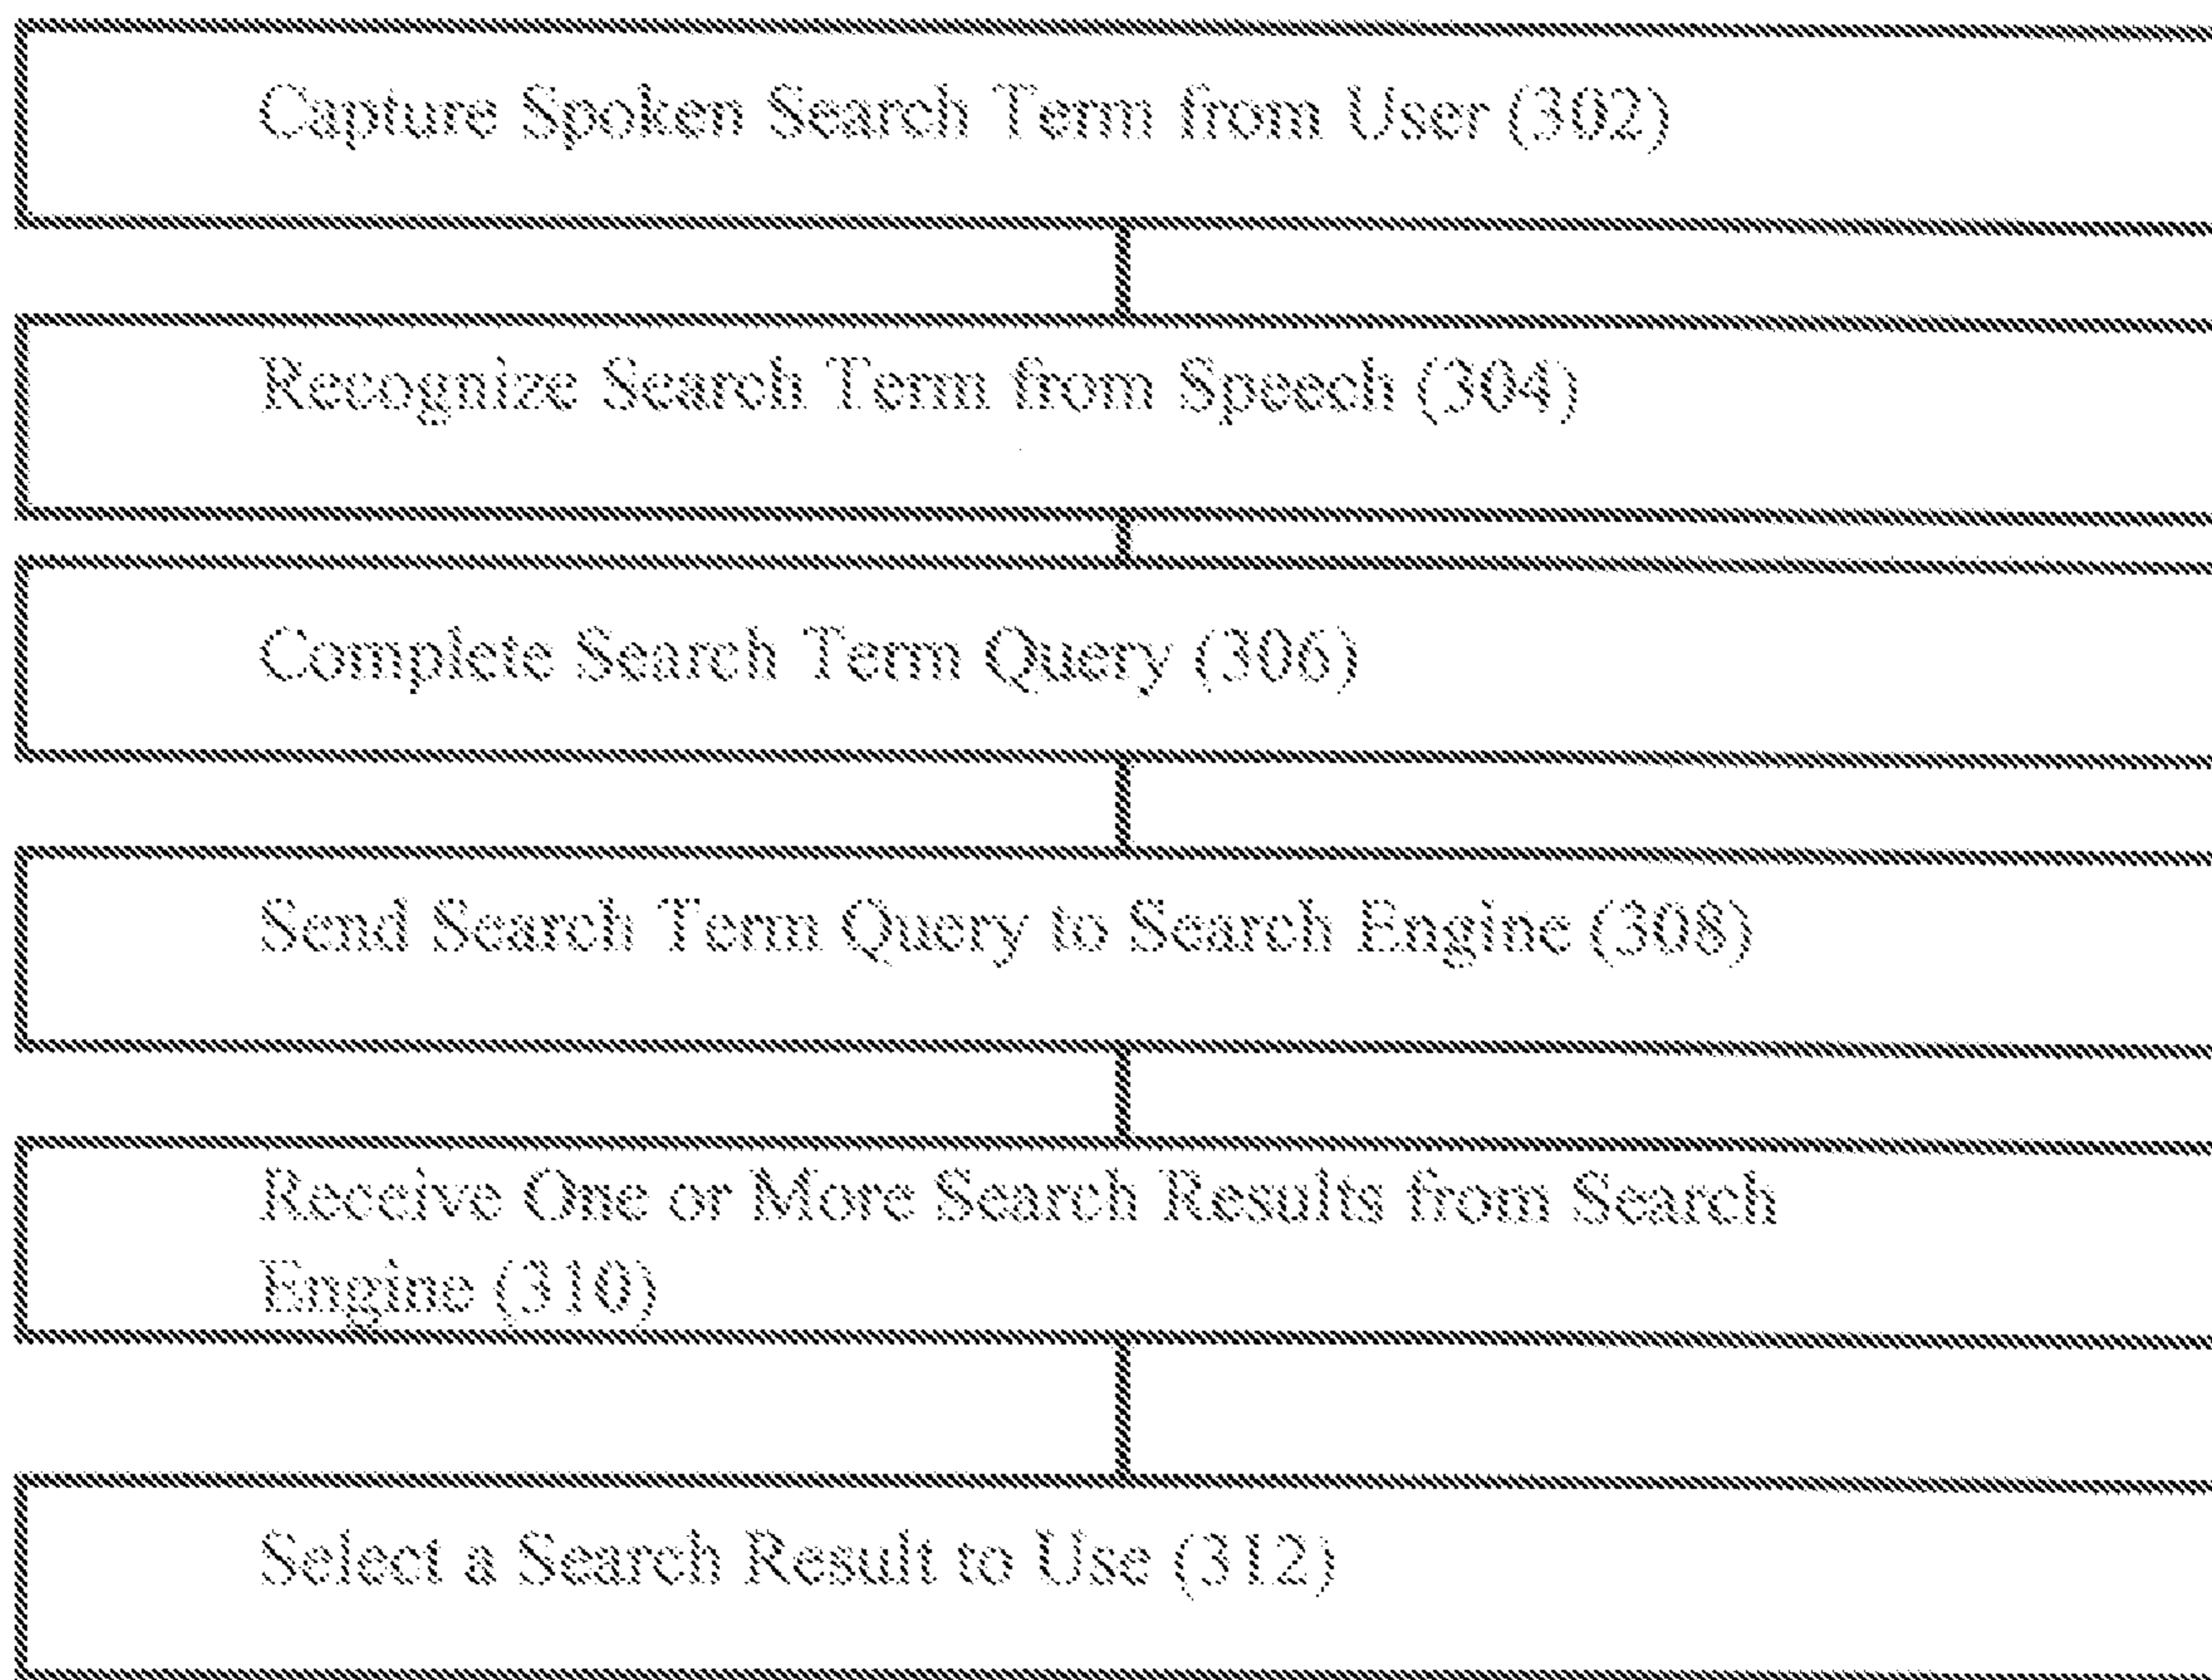 Capture Spoken Search Term from User (302)
Recognize Search Term from Speech (304)
Complete Search Term Query (306)
Send Search Term Query to Search Engine (308)
Receive One or More Search Results from Search
Engine (310)
Select a Search Result to Use (312)